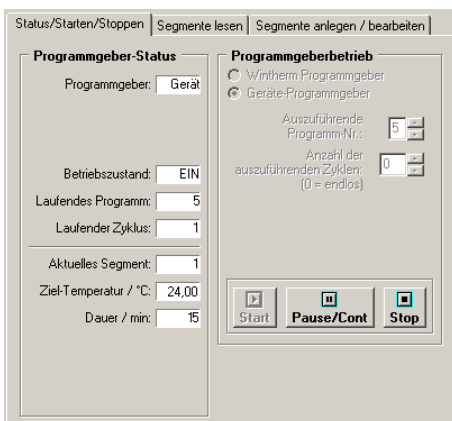 Status/Starten/Stoppen
Segmente lesen
Segmente anlegen / bearbeiten
Programmgeber-Status
Programmgeber: Gerät
Betriebszustand: EIN
Laufendes Programm: 5
Laufender Zyklus: 1
Aktuelles Segment: 1
Ziel-Temperatur / °C: 24,00
Dauer / min: 15
Programmgeberbetrieb
Wintherm Programmgeber
Geräte-Programmgeber
Auszuführende
Programm-Nr.: 5
Anzahl der
auszuführenden Zyklen: 0
(0 = endlos)
Start
Pause/Cont
Stop